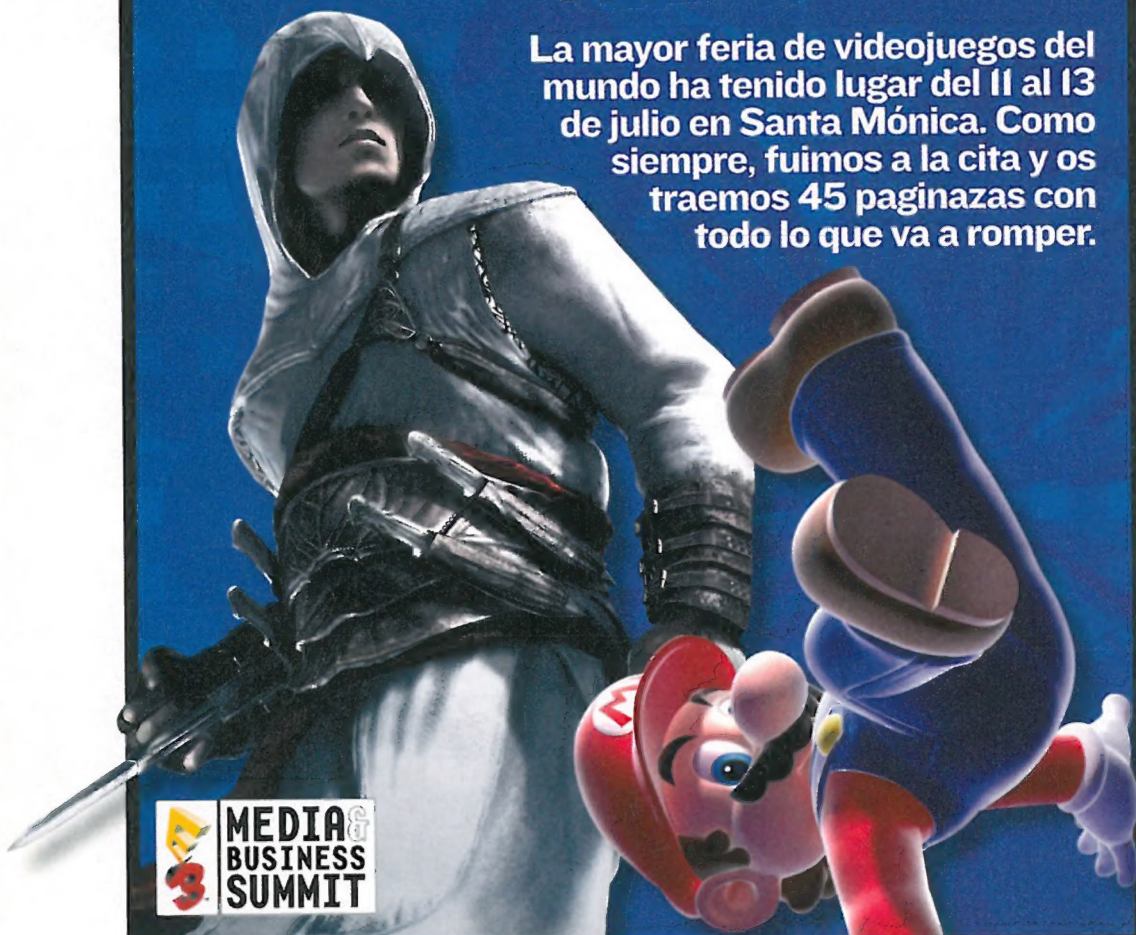 La mayor feria de videojuegos del
mundo ha tenido lugar del 11 al 13
de julio en Santa Mónica. Como
siempre, fuimos a la cita y os
traemos 45 paginazas con
todo lo que va a romper.
M
E3 MEDIA&
BUSINESS
SUMMIT